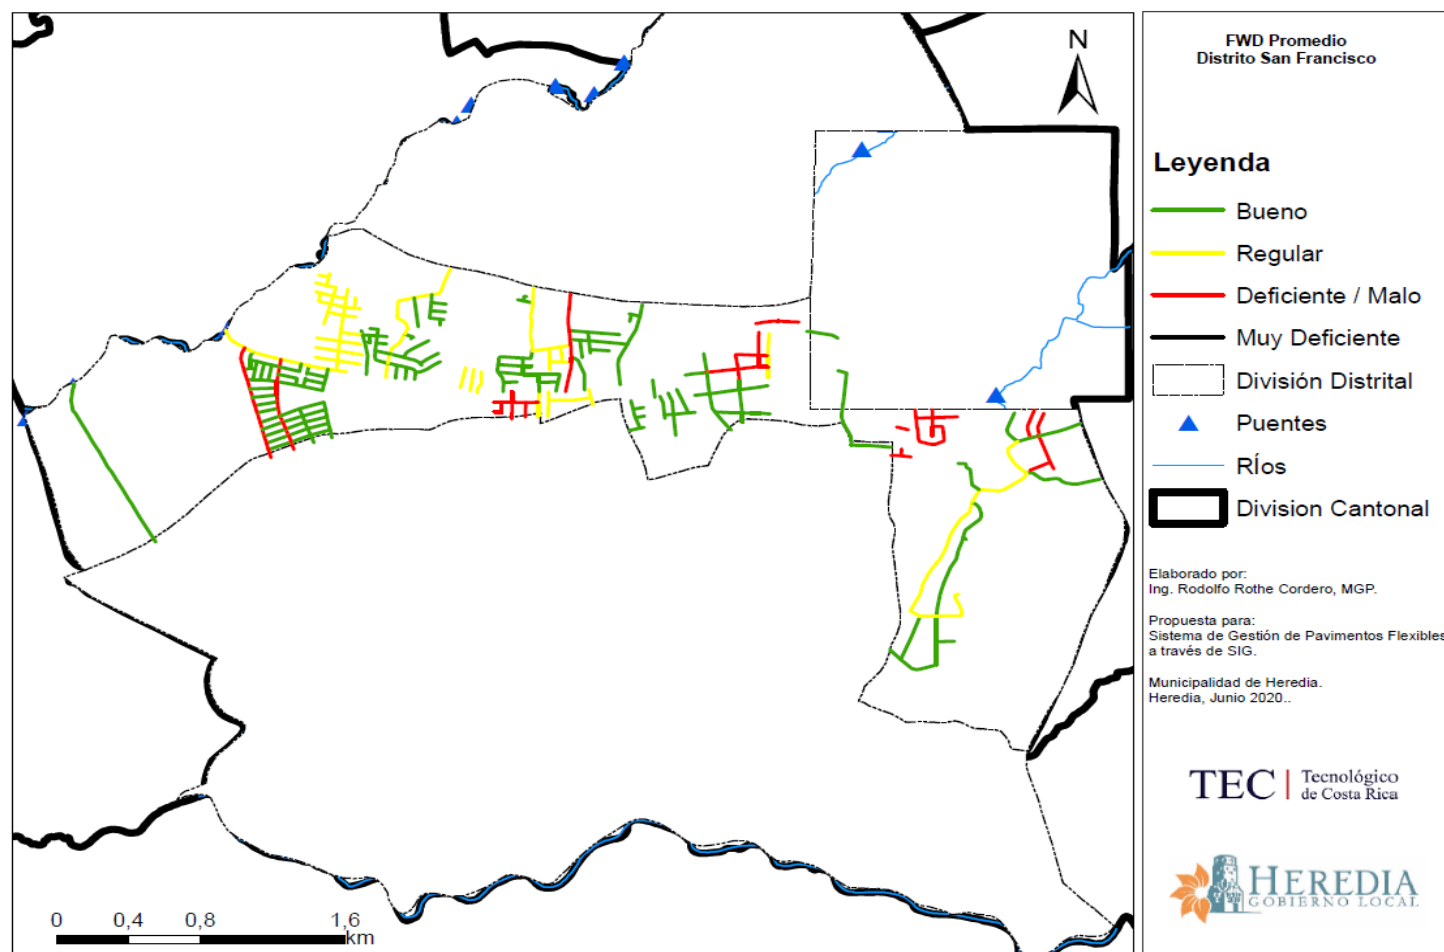 N
0 0,4 0,8 1,6
km
FWD Promedio
Distrito San Francisco
Leyenda
Bueno
Regular
Deficiente / Malo
Muy Deficiente
División Distrital
Puentes
RÍos
Division Cantonal
Elaborado por:
Ing. Rodolfo Rothe Cordero, MGP.
Propuesta para:
Sistema de Gestión de Pavimentos Flexibles
a través de SIG.
Municipalidad de Heredia.
Heredia, Junio 2020..
TEC | Tecnológico
de Costa Rica
HEREDIA
GOBIERNO LOCAL